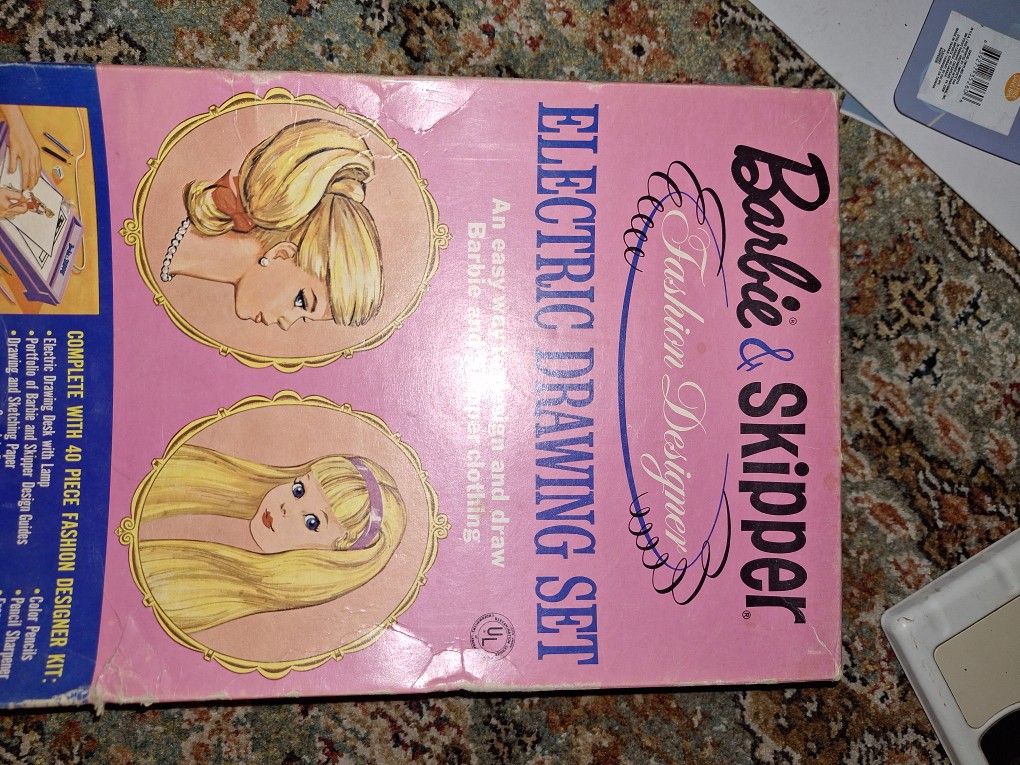 Barbie® & Skipper®
Fashion Designer
ELECTRIC DRAWING SET
An easy way to design and draw
Barbie and Skipper clothing
UL
COMPLETE WITH 40 PIECE FASHION DESIGNER KIT:
• Electric Drawing Desk with Lamp
• Portfolio of Barbie and Skipper Design Guides
• Drawing and Sketching Paper
• Color Pencils
• Pencil Sharpener